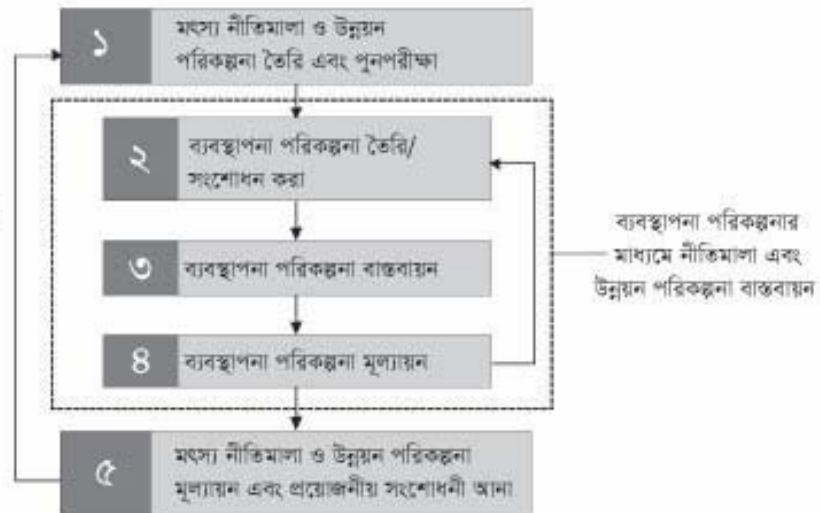 ১
মৎস্য নীতিমালা ও উন্নয়ন
পরিকল্পনা তৈরি এবং পুনপরীক্ষা
২
ব্যবস্থাপনা পরিকল্পনা তৈরি/
সংশোধন করা
৩
ব্যবস্থাপনা পরিকল্পনা বাস্তবায়ন
৪
ব্যবস্থাপনা পরিকল্পনা মূল্যায়ন
৫
মৎস্য নীতিমালা ও উন্নয়ন পরিকল্পনা
মূল্যায়ন এবং প্রয়োজনীয় সংশোধনী আনা
ব্যবস্থাপনা পরিকল্পনার
মাধ্যমে নীতিমালা এবং
উন্নয়ন পরিকল্পনা বাস্তবায়ন